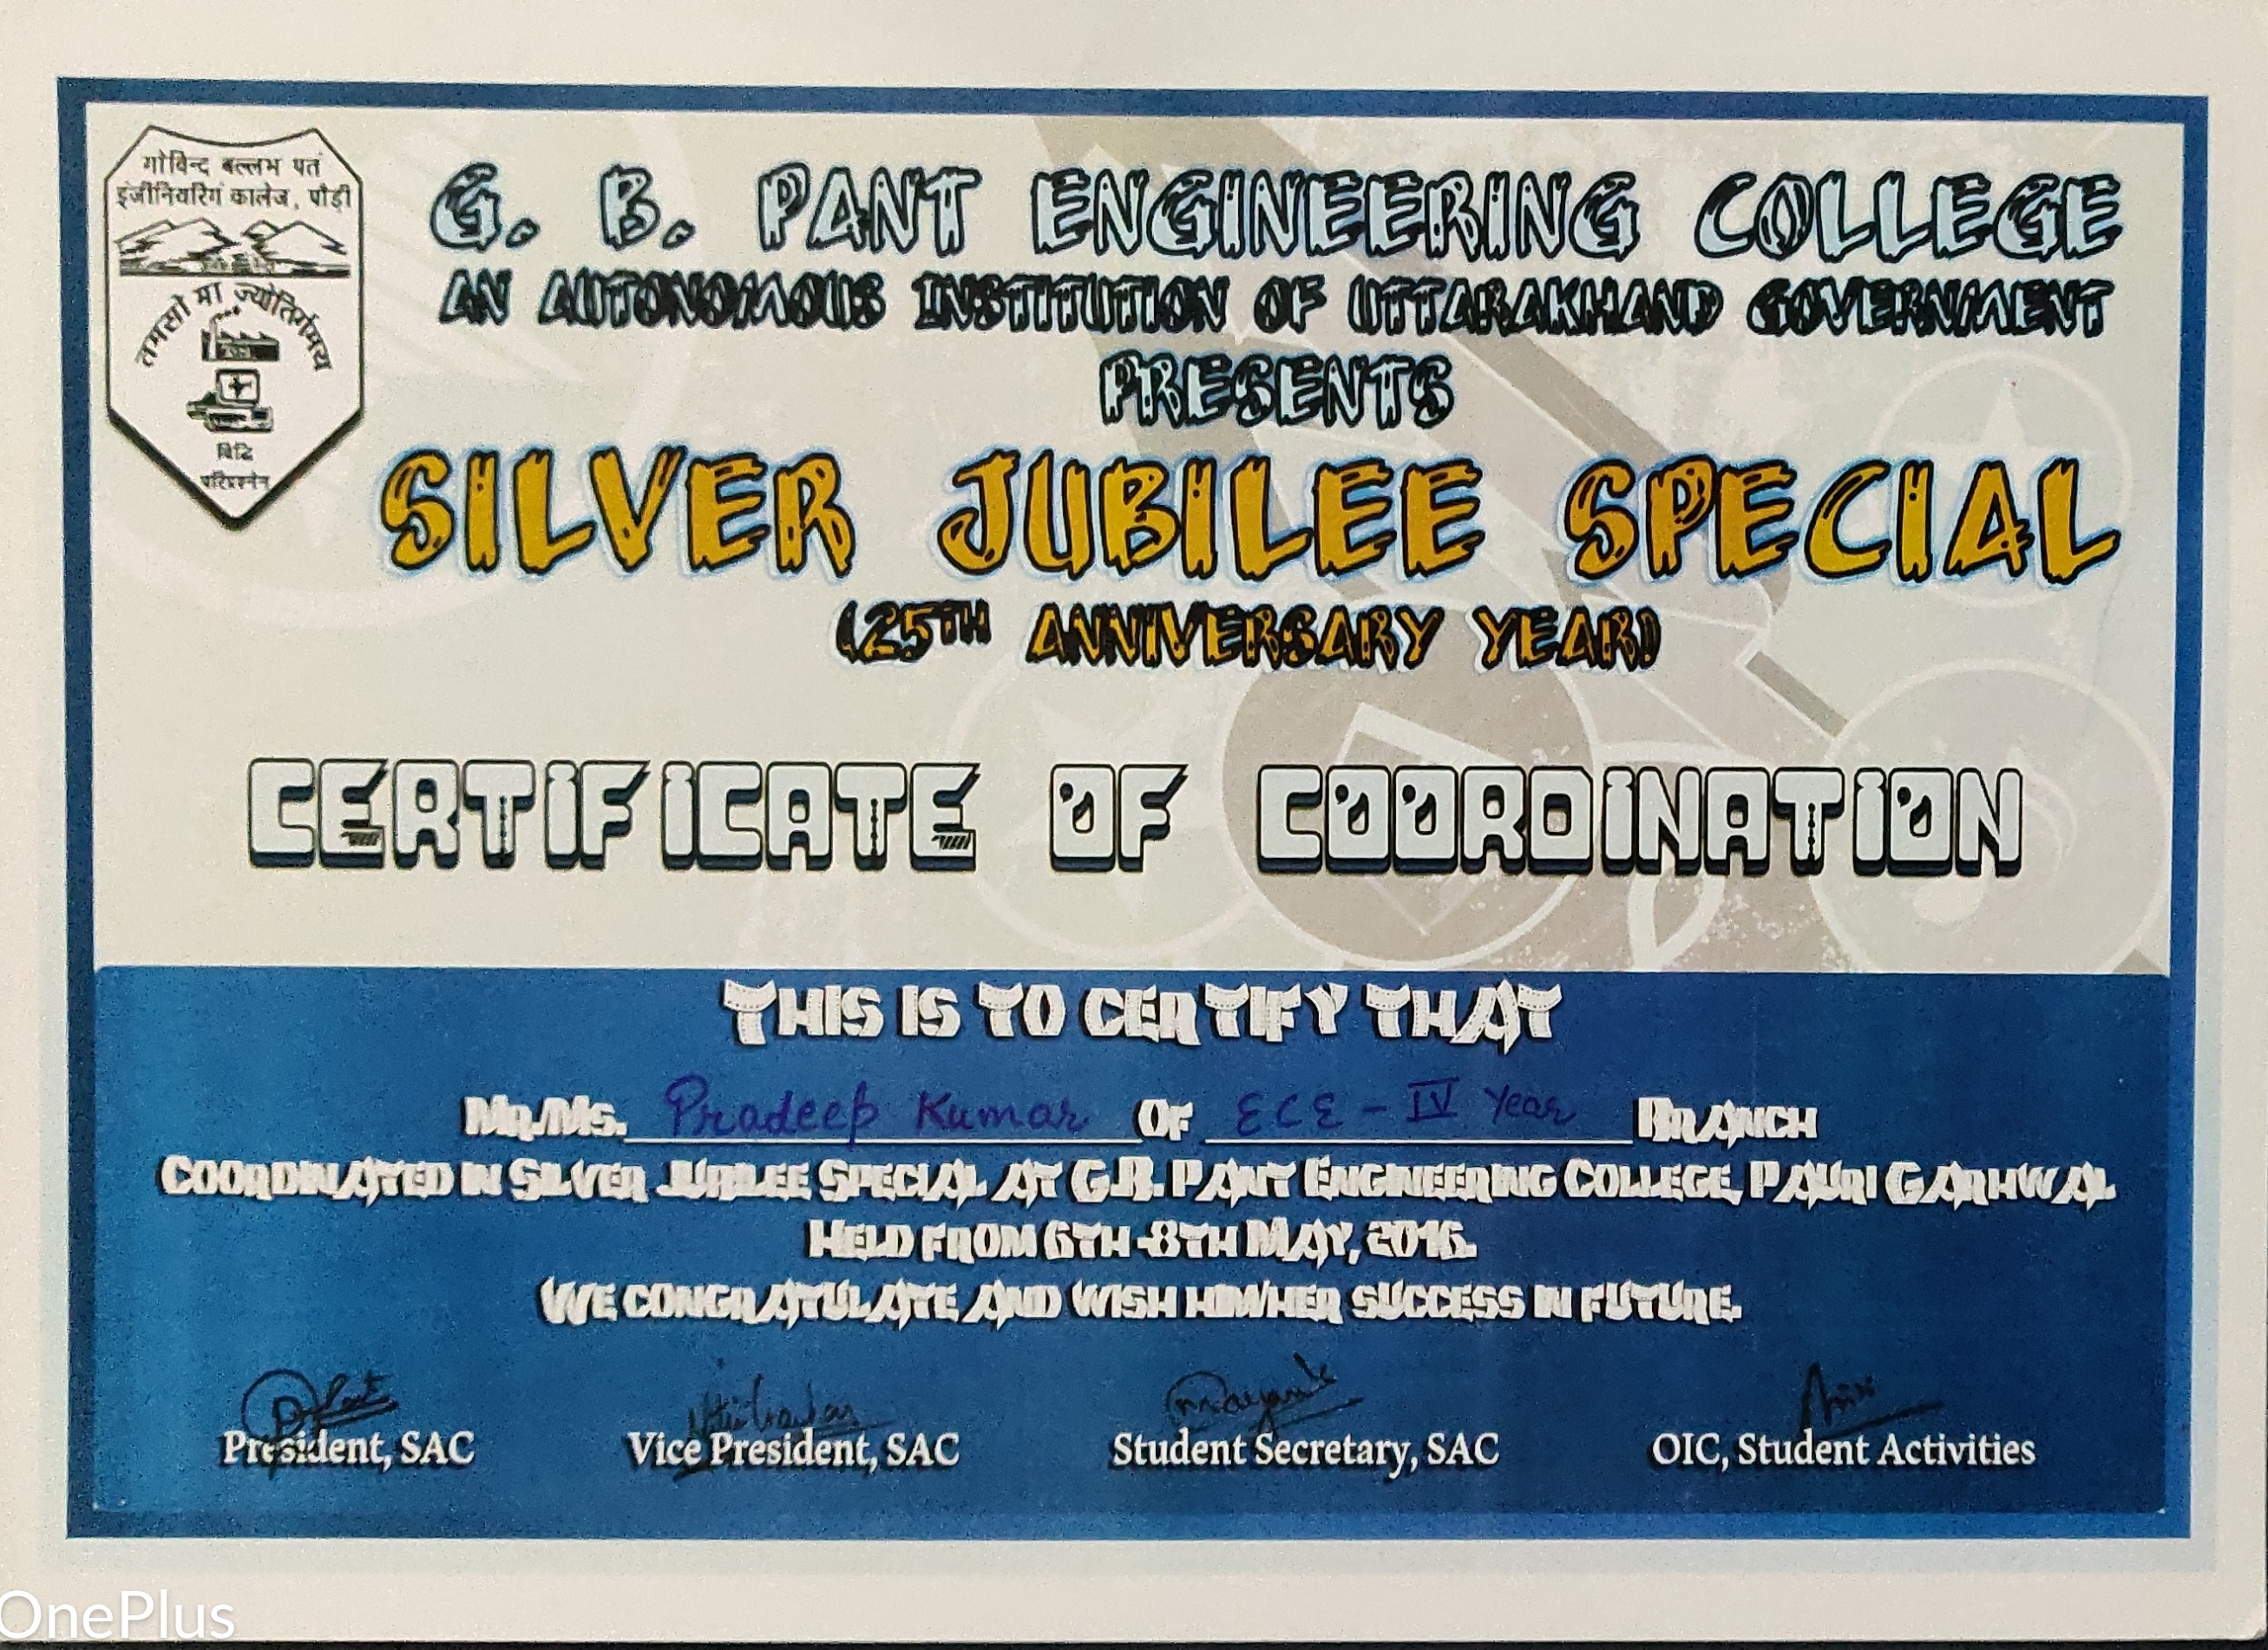 गोविन्द बल्लभ पतं
इंजीनियरिंग कालेज, पौड़ी
तमसो मा ज्योतिर्गमय
विद्धि
परिप्रश्नेन
G. B. PANT ENGINEERING COLLEGE
AN AUTONOMOUS INSTITUTION OF UTTARAKHAND GOVERNMENT
PRESENTS
SILVER JUBILEE SPECIAL
(25TH ANNIVERSARY YEAR)
CERTIFICATE OF COORDINATION
THIS IS TO CERTIFY THAT
MR./MS. Pradeep Kumar OF ECE - IV Year BRANCH
COORDINATED IN SILVER JUBILEE SPECIAL AT G.B. PANT ENGINEERING COLLEGE, PAURI GARHWAL
HELD FROM 6TH -8TH MAY, 2016.
WE CONGRATULATE AND WISH HIM/HER SUCCESS IN FUTURE.
Mayank
President, SAC Vice President, SAC Student Secretary, SAC OIC, Student Activities
OnePlus